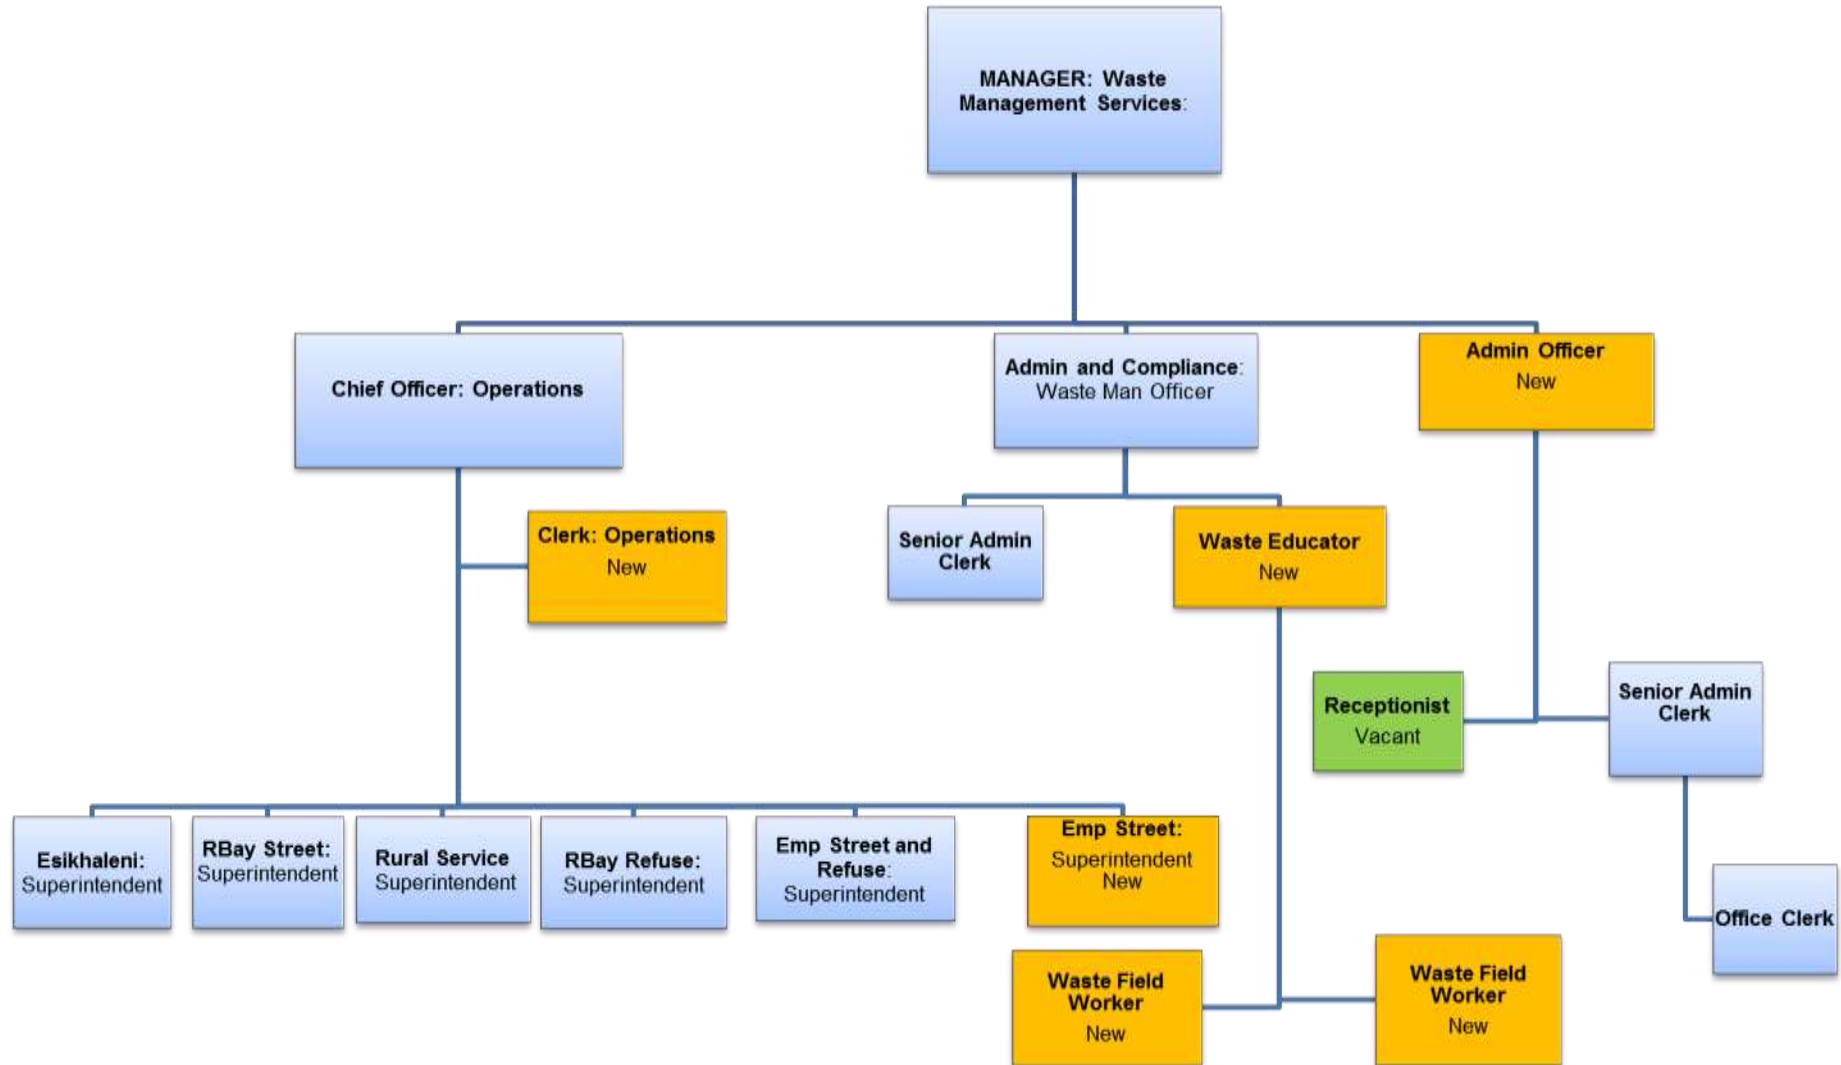 MANAGER: Waste
Management Services:
Chief Officer: Operations
Admin and Compliance:
Waste Man Officer
Admin Officer
New
Clerk: Operations
New
Senior Admin
Clerk
Waste Educator
New
Receptionist
Vacant
Senior Admin
Clerk
Esikhaleni:
Superintendent
RBay Street:
Superintendent
Rural Service
Superintendent
RBay Refuse:
Superintendent
Emp Street and
Refuse:
Superintendent
Emp Street:
Superintendent
New
Office Clerk
Waste Field
Worker
New
Waste Field
Worker
New